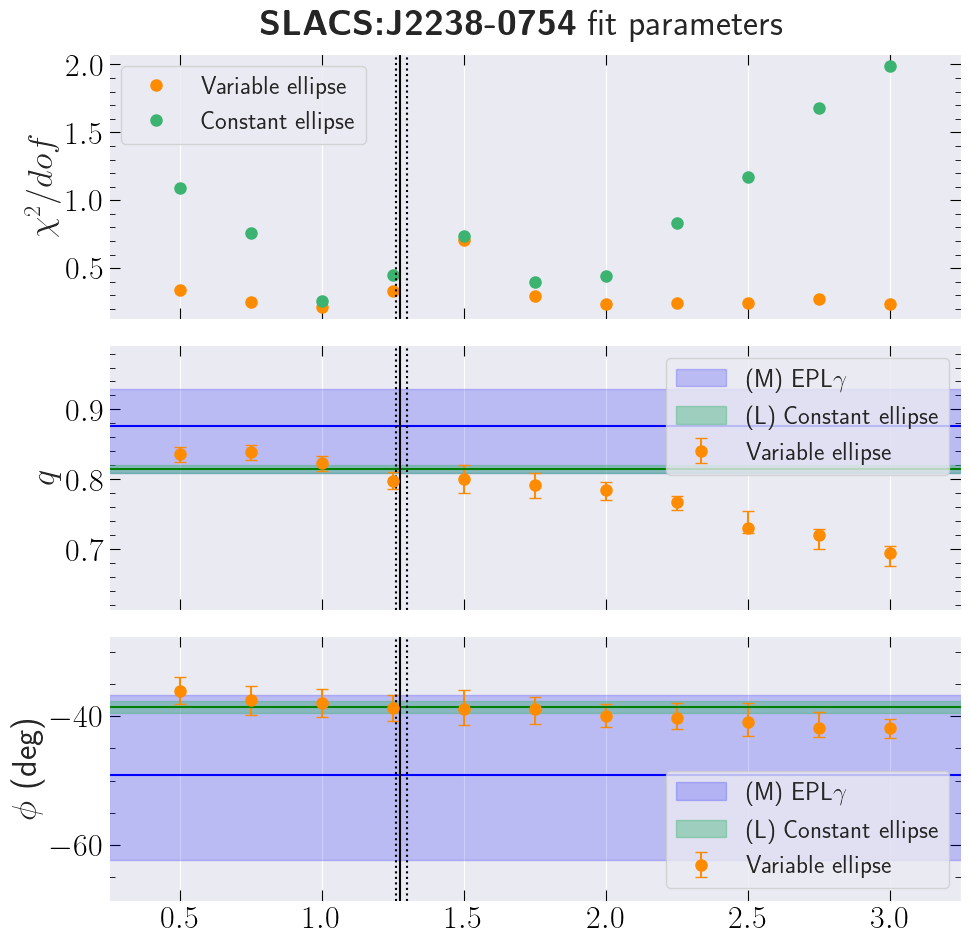 SLACS:J2238-0754 fit parameters
2.0
1.5
1.0
0.5
χ²/dof
Variable ellipse
Constant ellipse
0.9
0.8
0.7
q
(M) EPLγ
(L) Constant ellipse
Variable ellipse
−40
−60
ϕ (deg)
(M) EPLγ
(L) Constant ellipse
Variable ellipse
0.5 1.0 1.5 2.0 2.5 3.0